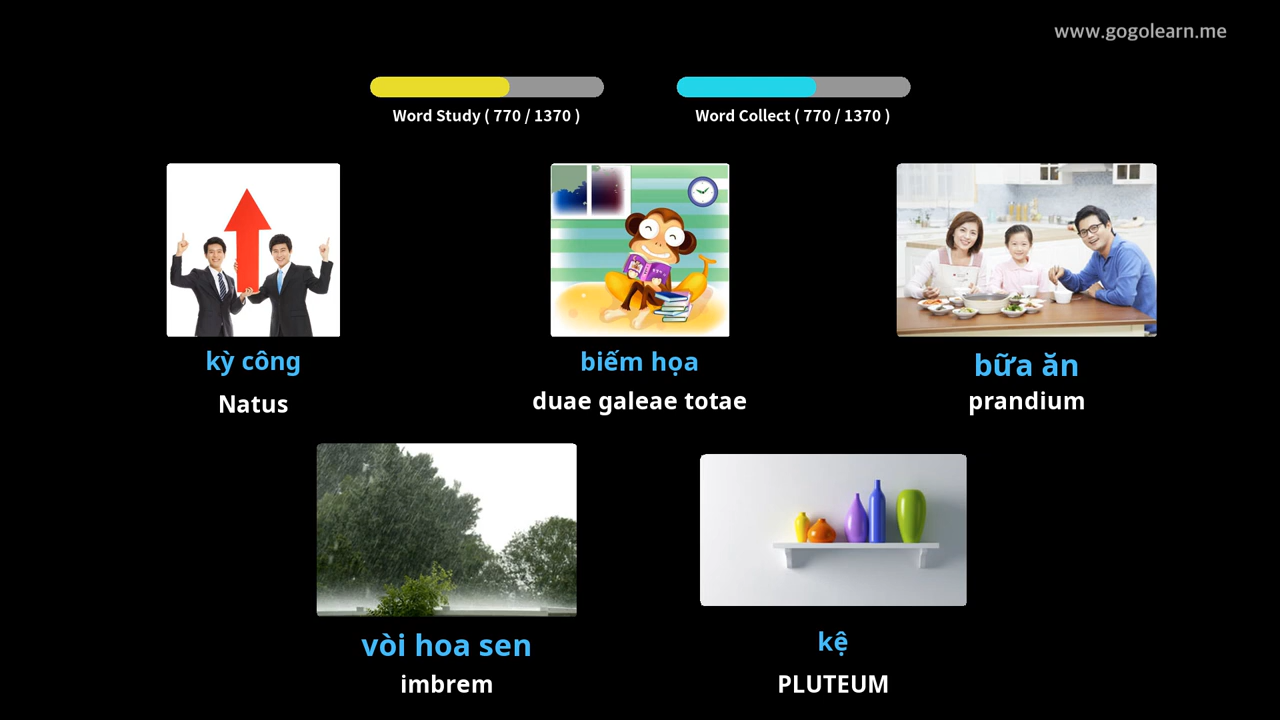 www.gogolearn.me
Word Study ( 770 / 1370 )
Word Collect ( 770 / 1370 )
kỳ công
Natus
biếm họa
duae galeae totae
bữa ăn
prandium
vòi hoa sen
imbrem
kệ
PLUTEUM